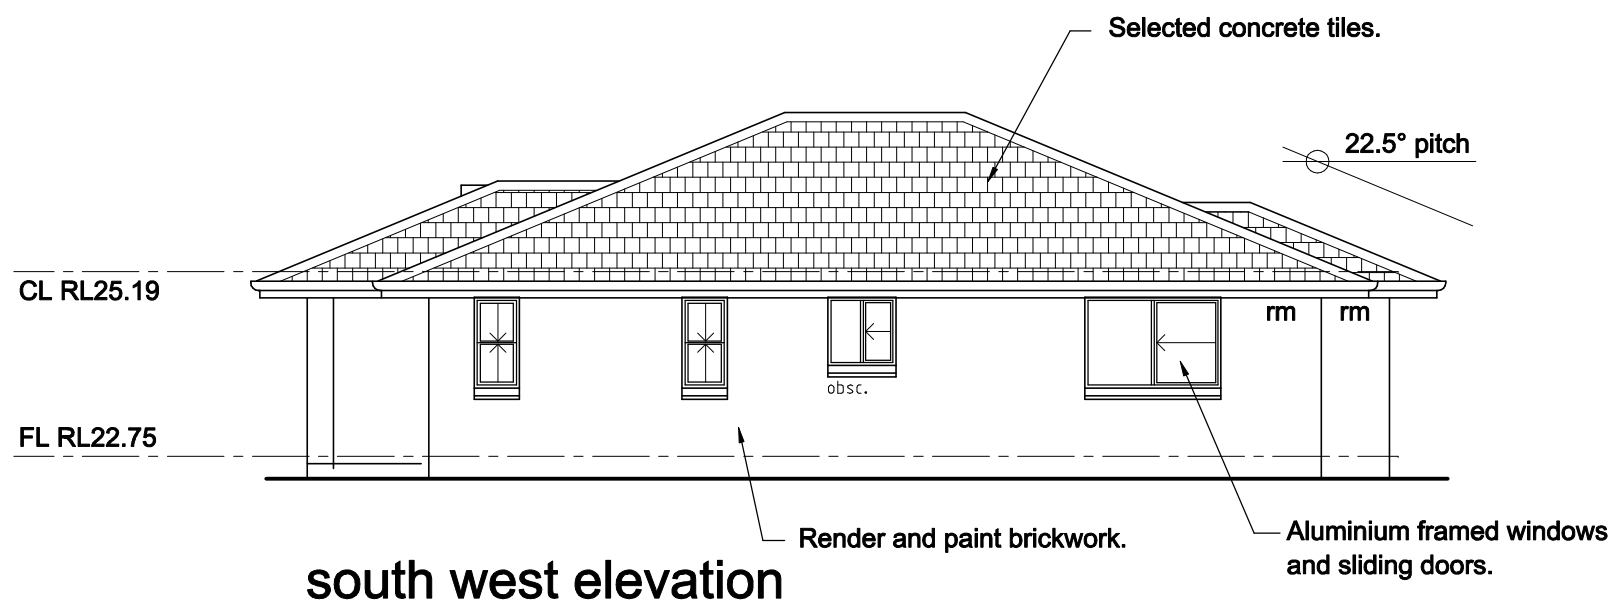 Selected concrete tiles.
22.5° pitch
CL RL25.19
rm rm
obsc.
FL RL22.75
Render and paint brickwork.
Aluminium framed windows
and sliding doors.
south west elevation